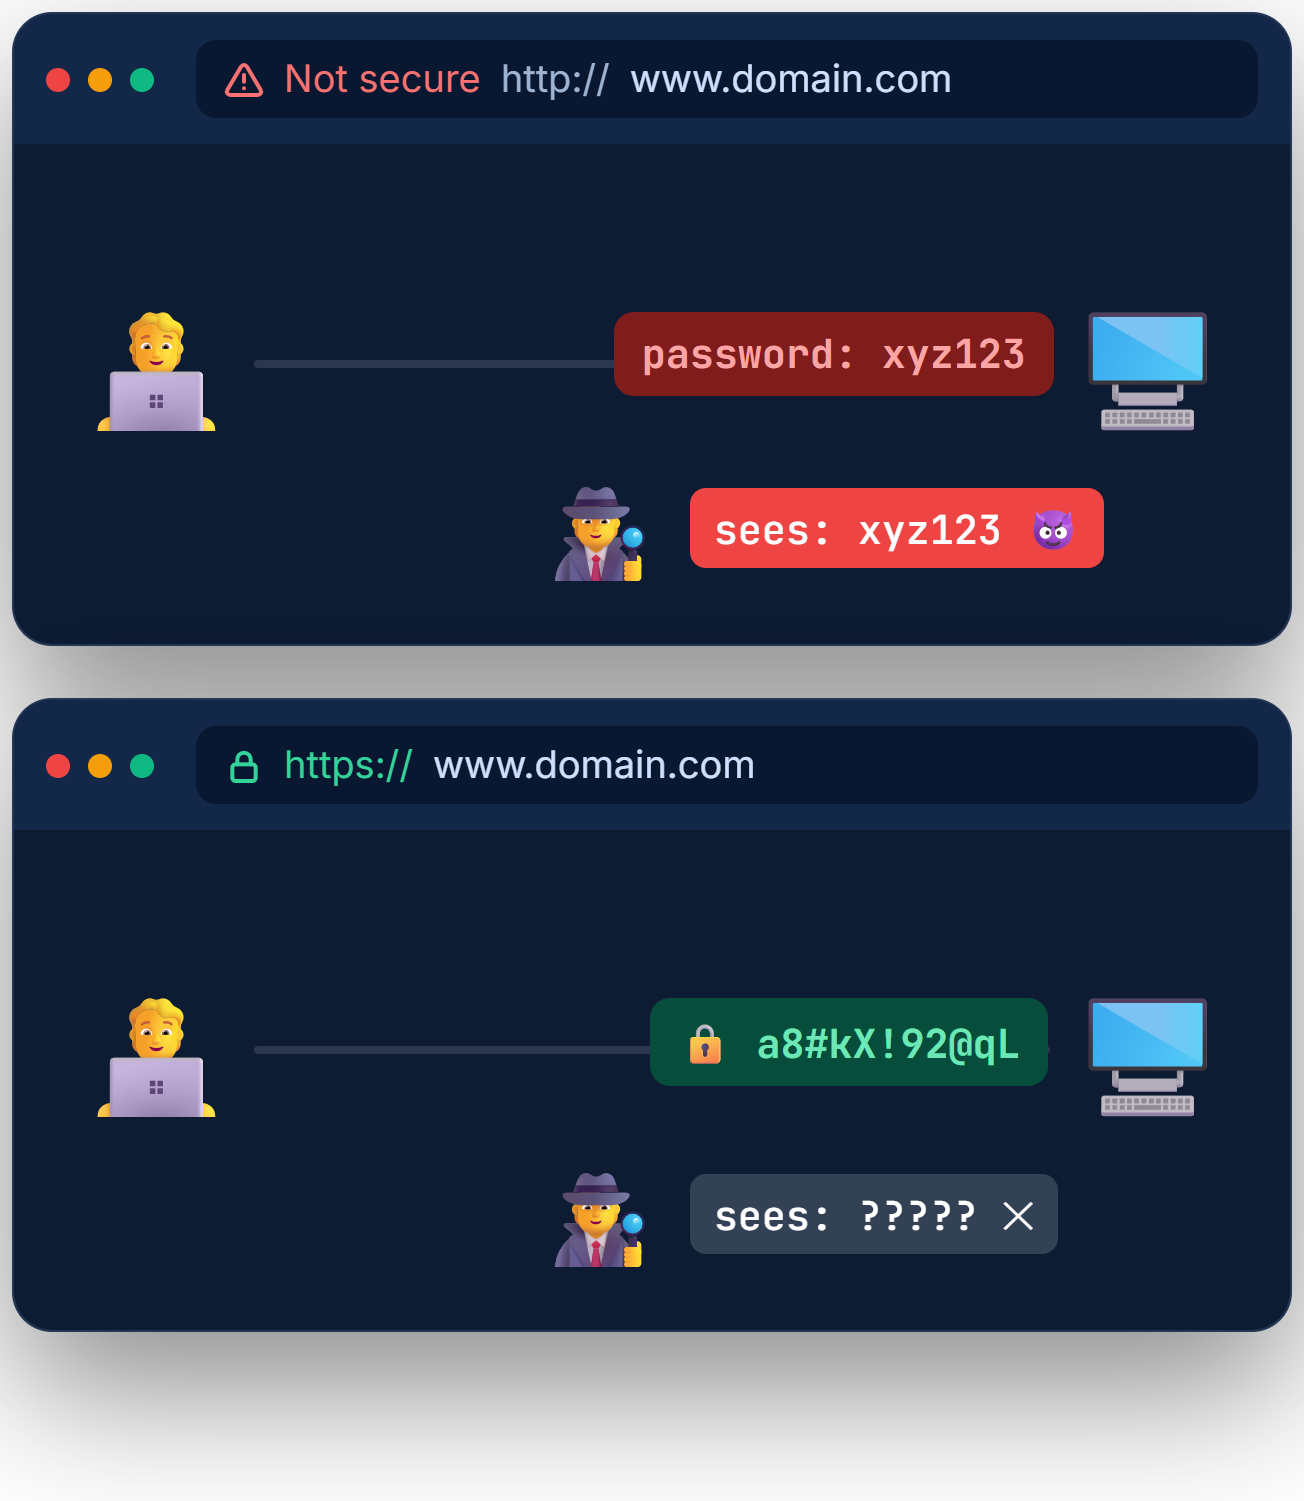 Not secure http:// www.domain.com
password: xyz123
sees: xyz123 😈
https:// www.domain.com
🔒 a8#kX!92@qL
sees: ????? ✕